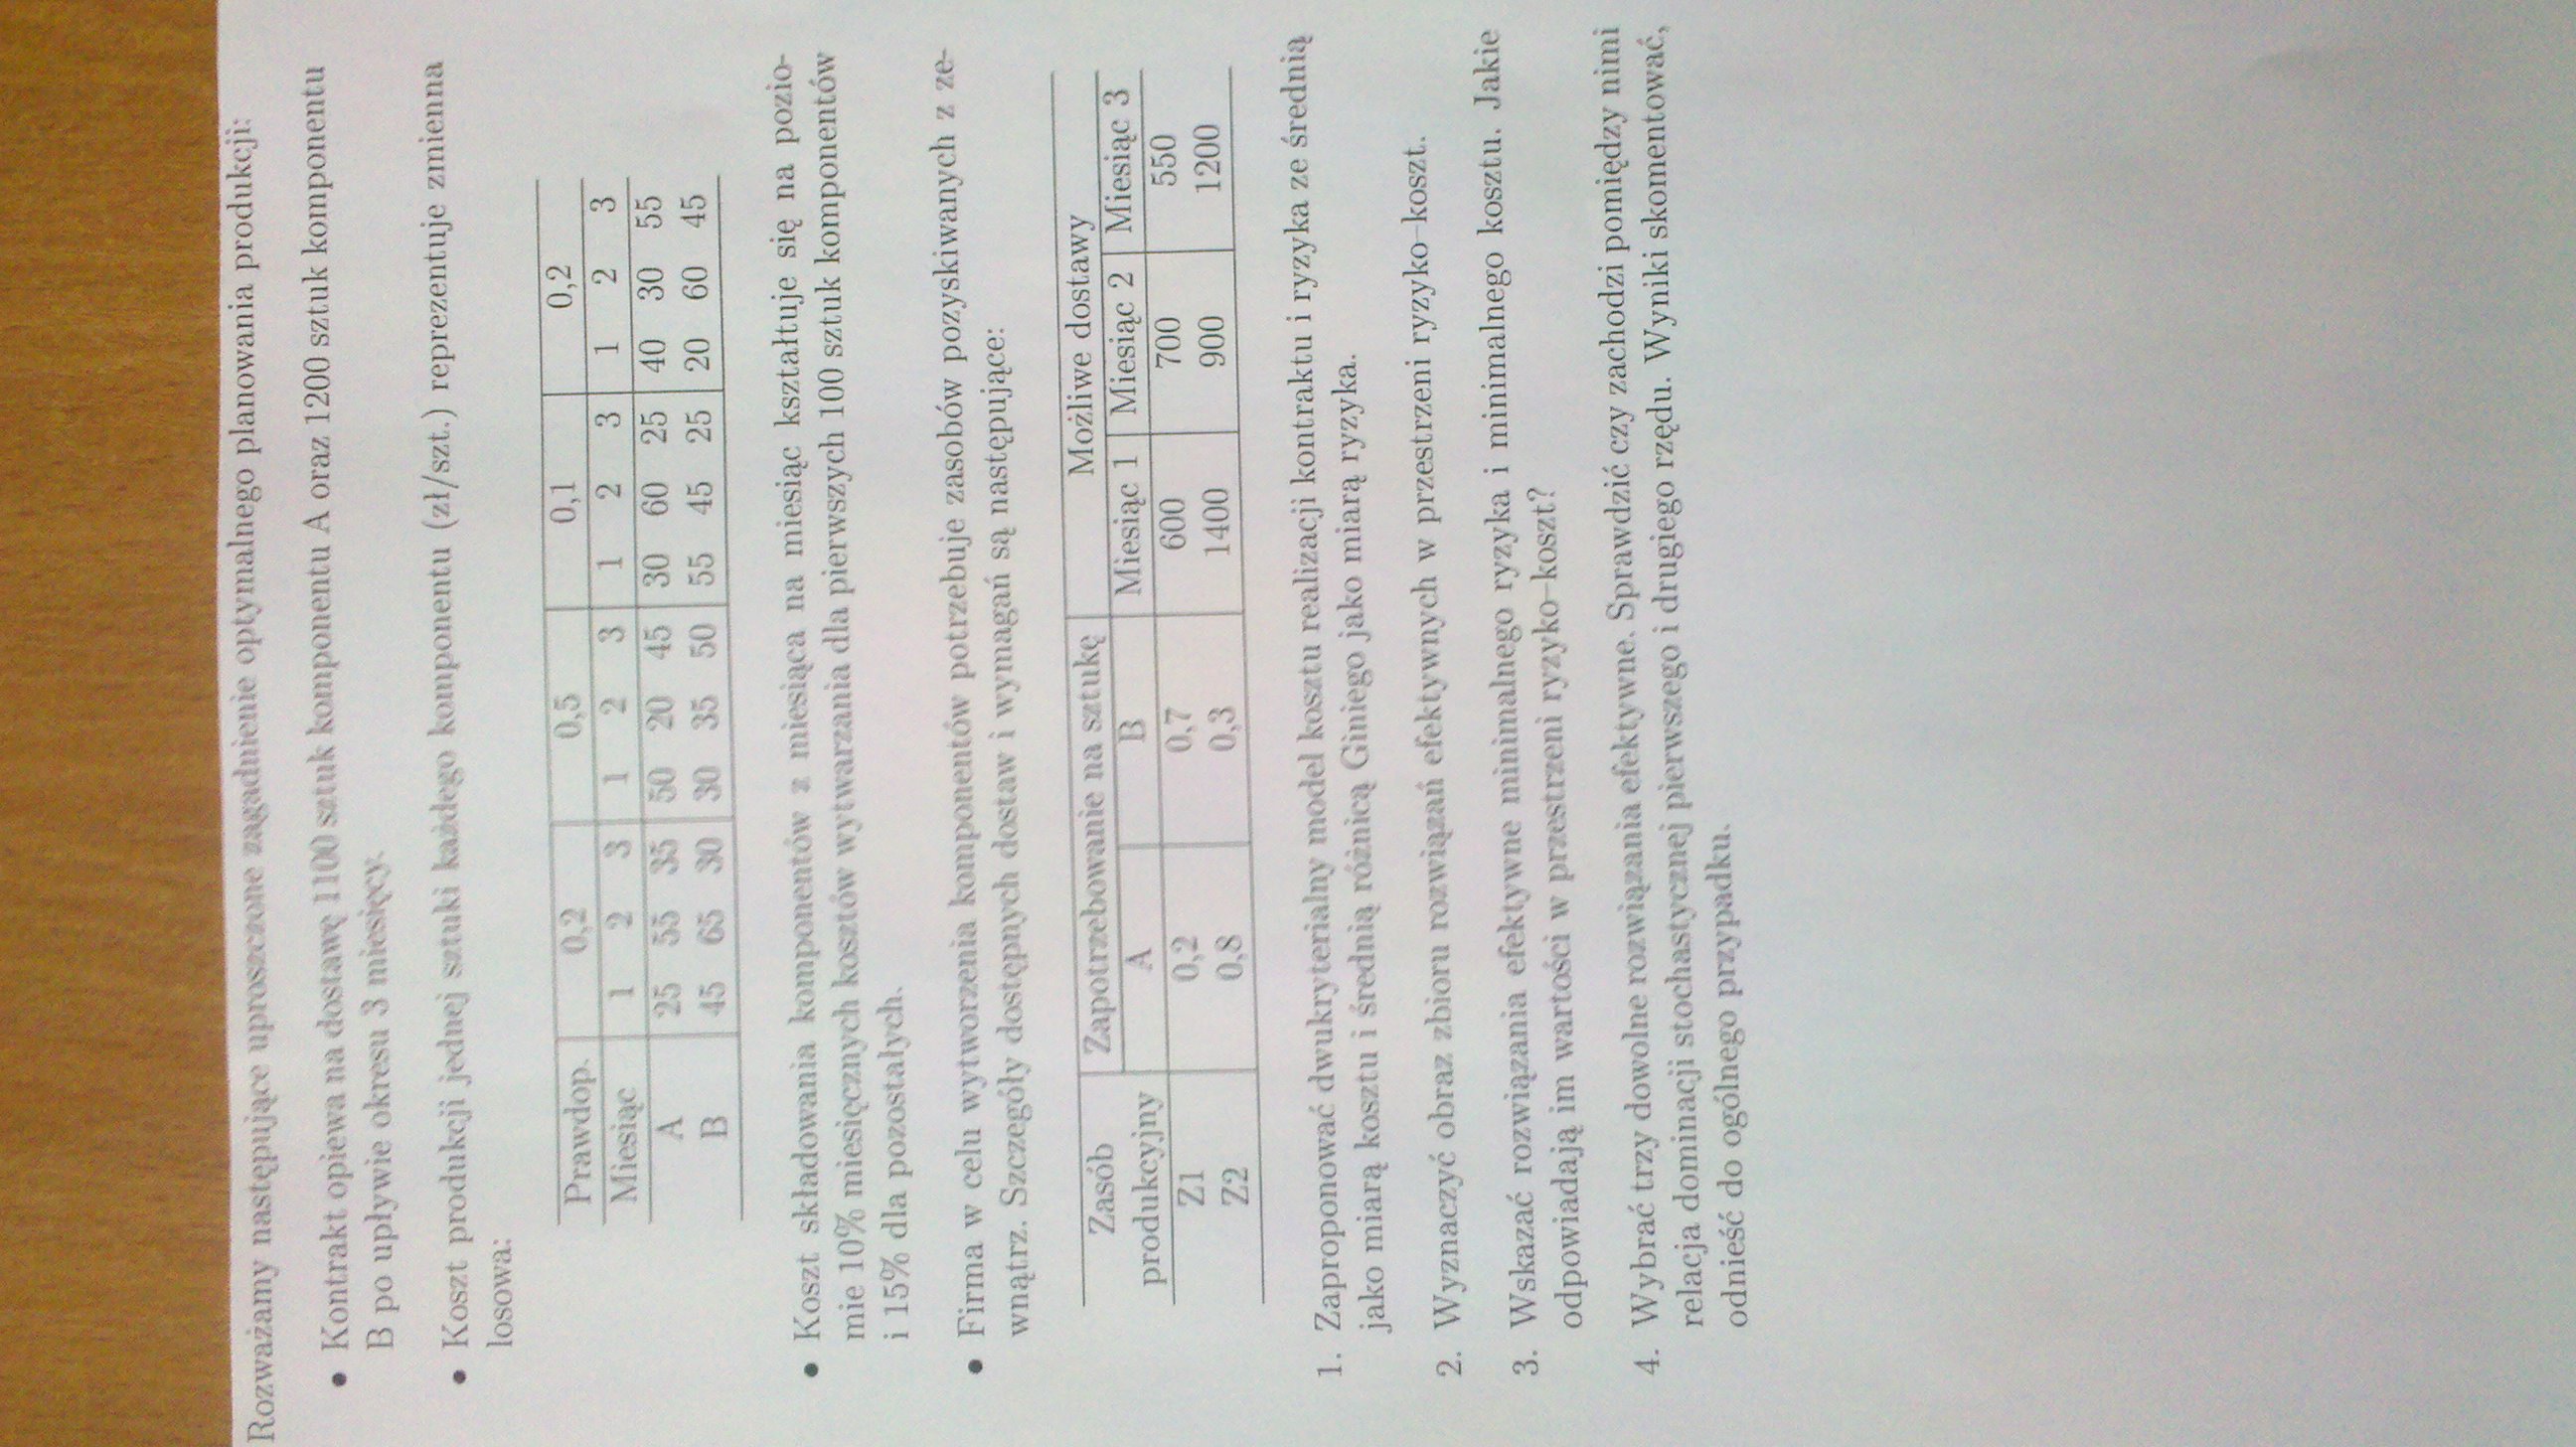 Rozważamy następujące uproszczone zagadnienie optymalnego planowania produkcji:
• Kontrakt opiewa na dostawę 1100 sztuk komponentu A oraz 1200 sztuk komponentu
B po upływie okresu 3 miesięcy.
• Koszt produkcji jednej sztuki każdego komponentu (zł/szt.) reprezentuje zmienna
losowa:
Prawdop. 0,2 0,5 0,1 0,2
Miesiąc 1 2 3 1 2 3 1 2 3 1 2 3
A 25 55 35 50 20 45 30 60 25 40 30 55
B 45 65 30 30 35 50 55 45 25 20 60 45
• Koszt składowania komponentów z miesiąca na miesiąc kształtuje się na pozio-
mie 10% miesięcznych kosztów wytwarzania dla pierwszych 100 sztuk komponentów
i 15% dla pozostałych.
• Firma w celu wytworzenia komponentów potrzebuje zasobów pozyskiwanych z ze-
wnątrz. Szczegóły dostępnych dostaw i wymagań są następujące:
Zasób Zapotrzebowanie na sztukę Możliwe dostawy
produkcyjny A B Miesiąc 1 Miesiąc 2 Miesiąc 3
Z1 0,2 0,7 600 700 550
Z2 0,8 0,3 1400 900 1200
1. Zaproponować dwukryterialny model kosztu realizacji kontraktu i ryzyka ze średnią
jako miarą kosztu i średnią różnicą Giniego jako miarą ryzyka.
2. Wyznaczyć obraz zbioru rozwiązań efektywnych w przestrzeni ryzyko–koszt.
3. Wskazać rozwiązania efektywne minimalnego ryzyka i minimalnego kosztu. Jakie
odpowiadają im wartości w przestrzeni ryzyko–koszt?
4. Wybrać trzy dowolne rozwiązania efektywne. Sprawdzić czy zachodzi pomiędzy nimi
relacja dominacji stochastycznej pierwszego i drugiego rzędu. Wyniki skomentować,
odnieść do ogólnego przypadku.